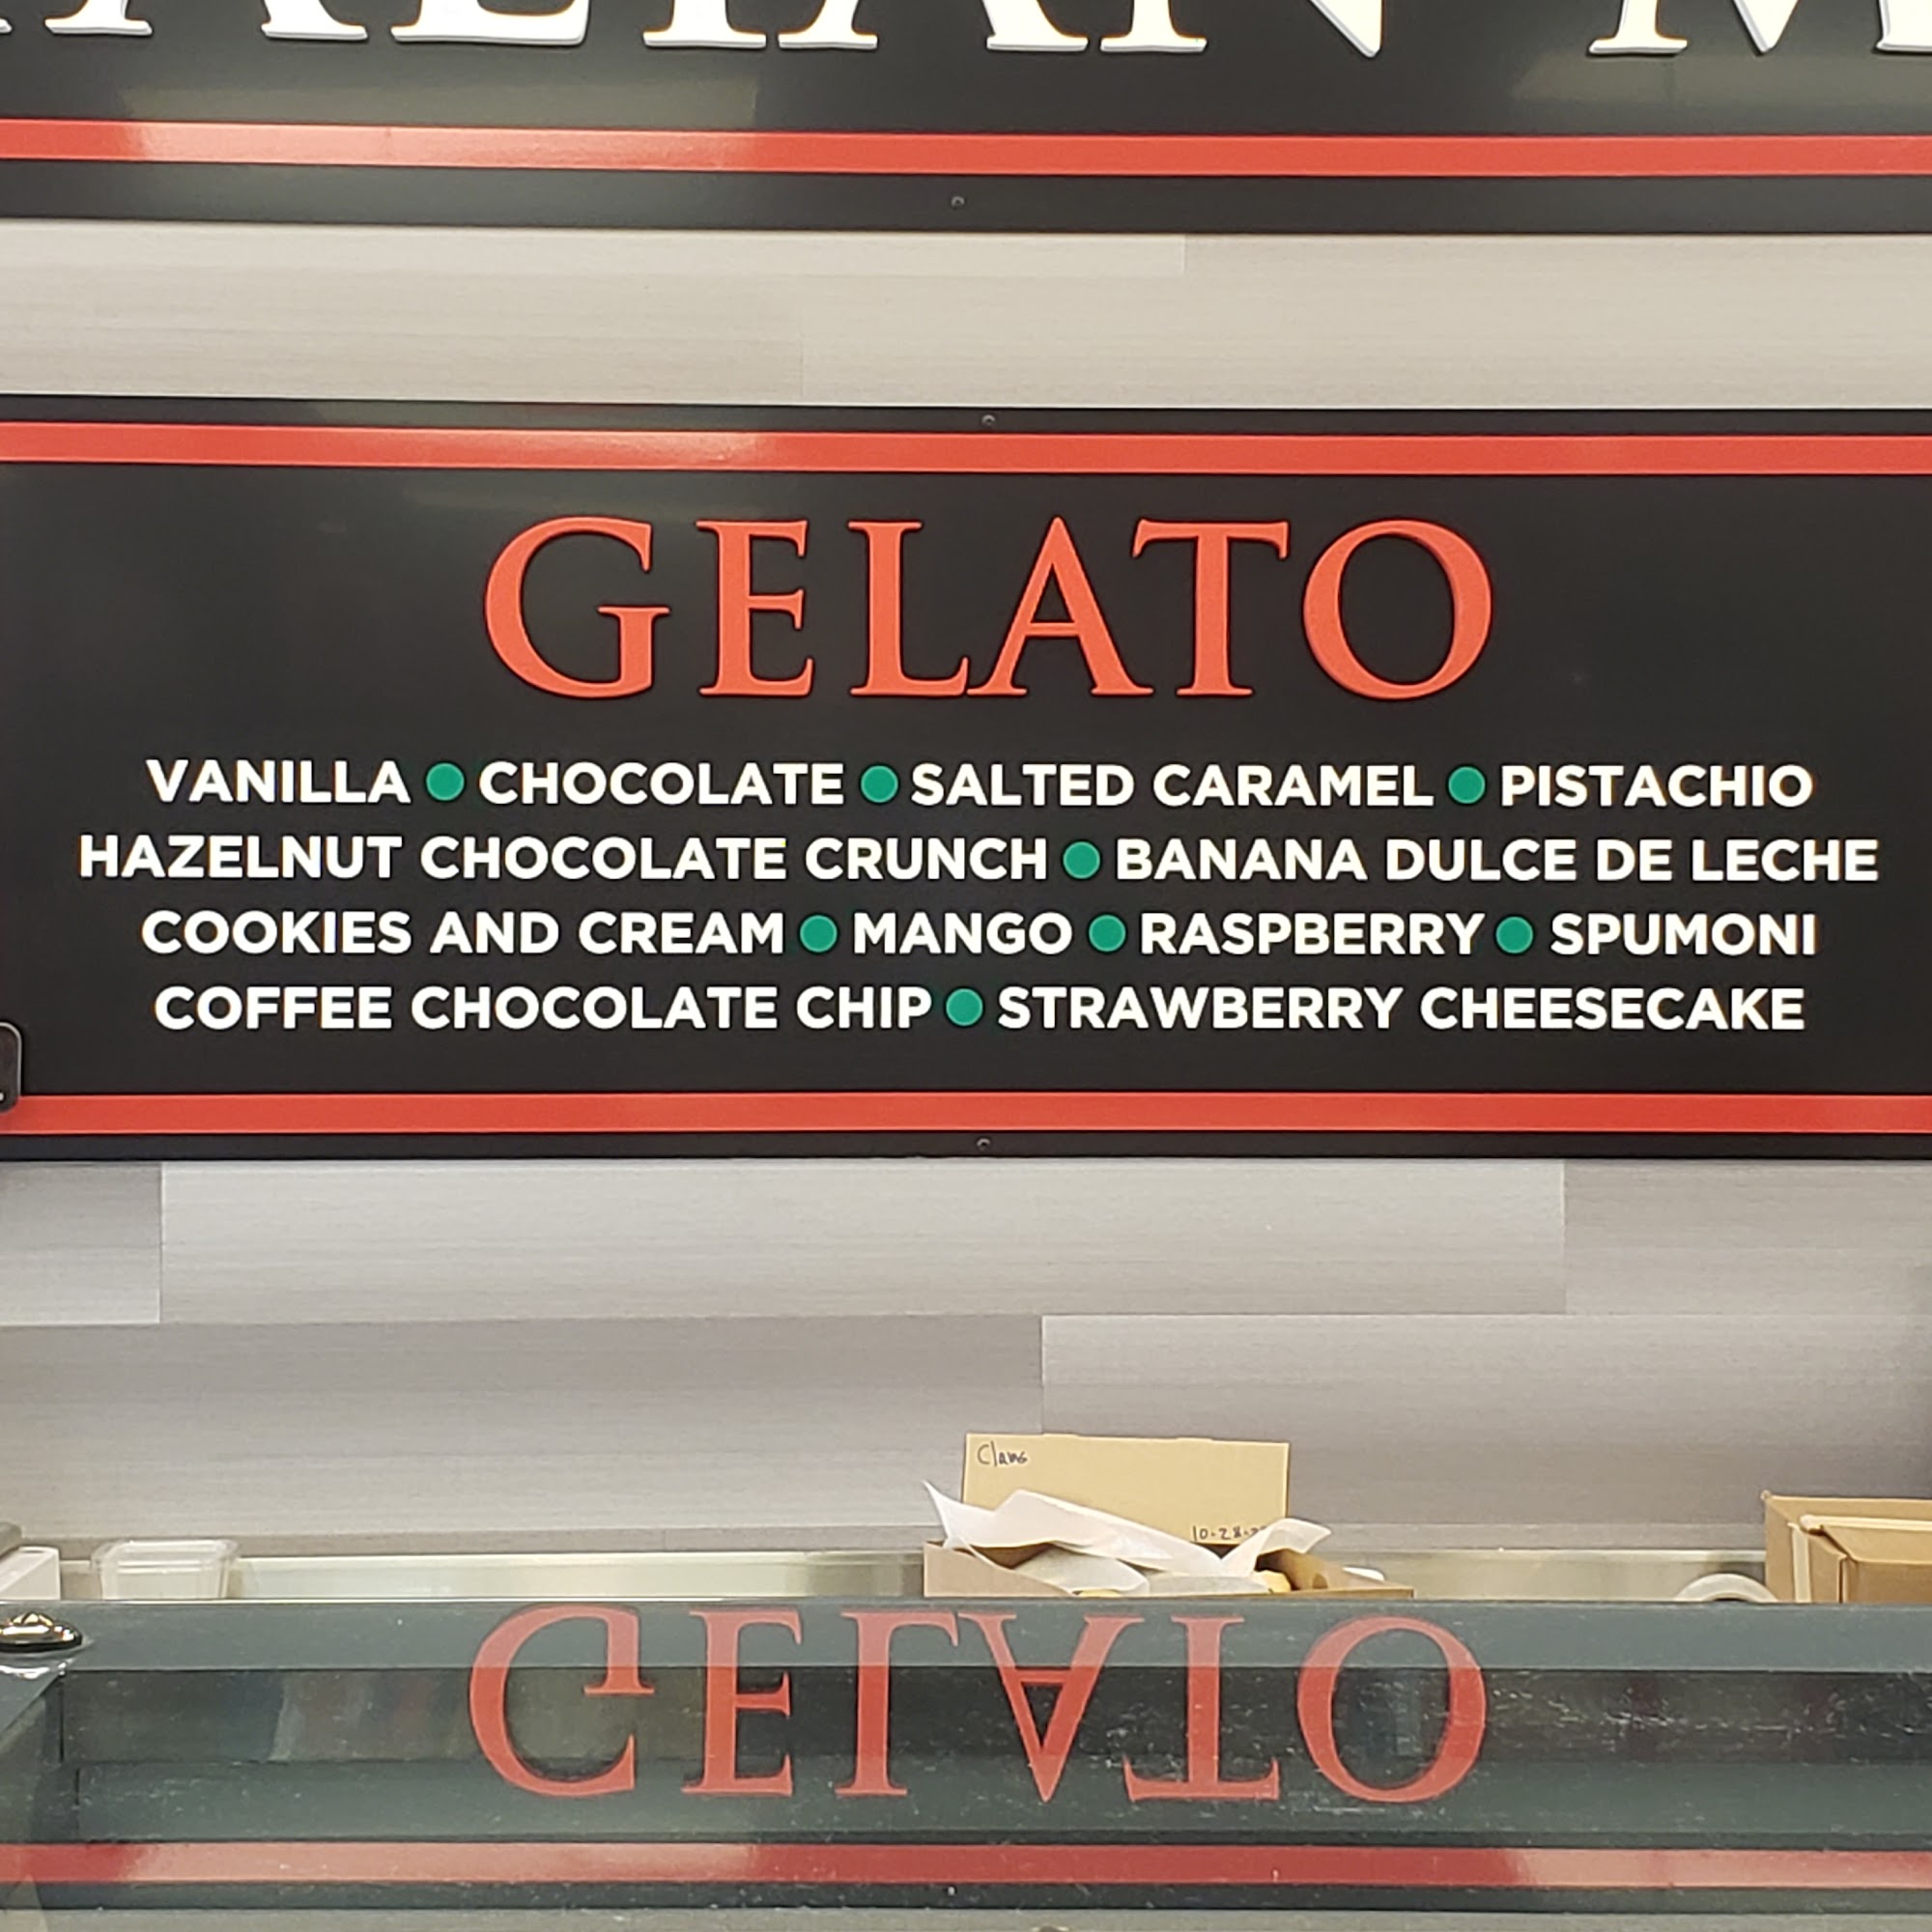 GELATO
VANILLA ● CHOCOLATE ● SALTED CARAMEL ● PISTACHIO
HAZELNUT CHOCOLATE CRUNCH ● BANANA DULCE DE LECHE
COOKIES AND CREAM ● MANGO ● RASPBERRY ● SPUMONI
COFFEE CHOCOLATE CHIP ● STRAWBERRY CHEESECAKE
GELATO